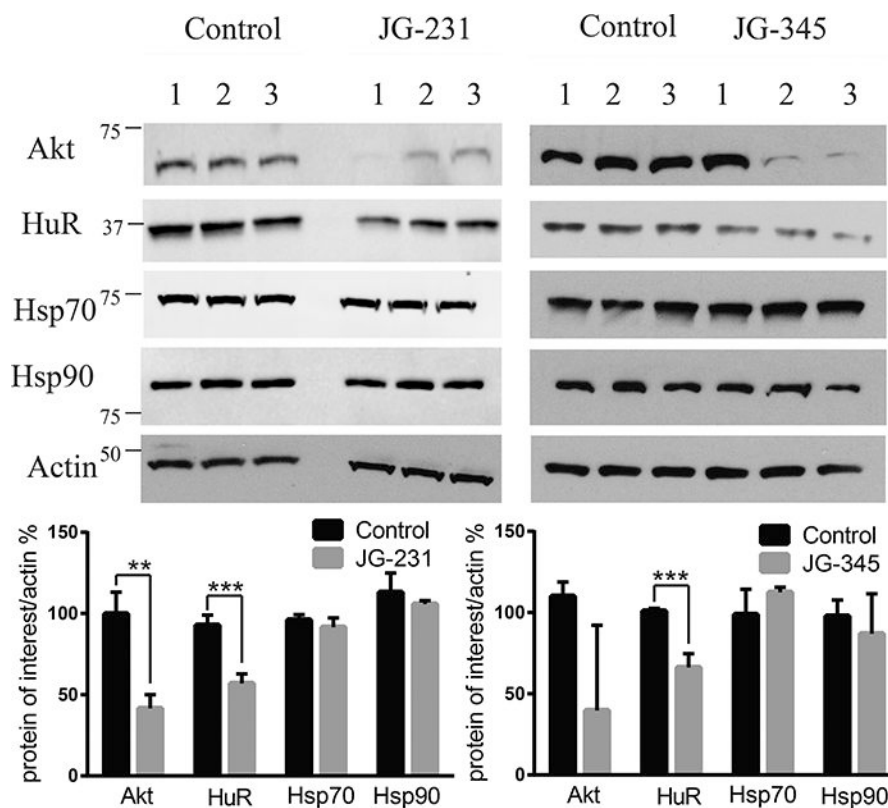 Control JG-231 Control JG-345
1 2 3 1 2 3 1 2 3 1 2 3
Akt 75
HuR 37
Hsp70 75
Hsp90
75
Actin 50
protein of interest/actin %
150
100
50
0
** ***
Control
JG-231
Akt HuR Hsp70 Hsp90
protein of interest/actin %
150
100
50
0
***
Control
JG-345
Akt HuR Hsp70 Hsp90